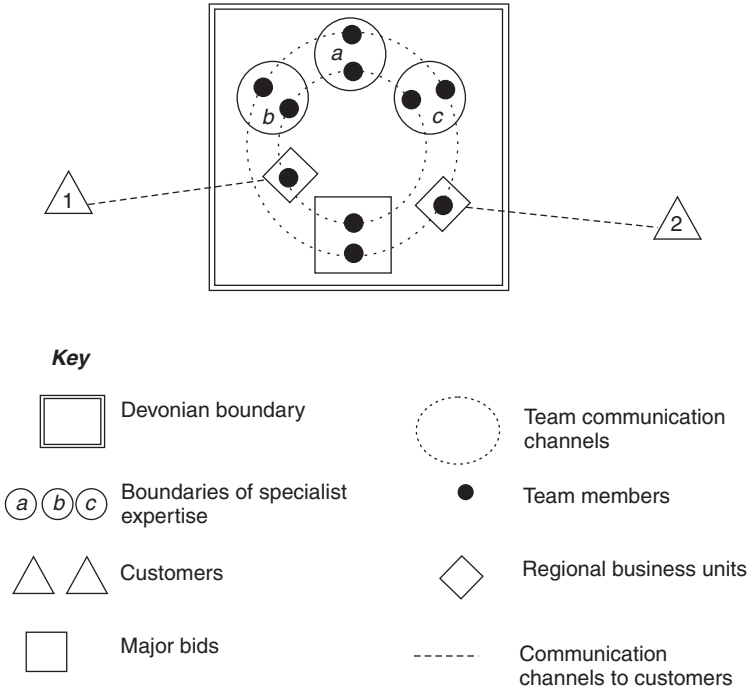 a
b
c
1
2
Key
Devonian boundary
Team communication
channels
a b c
Boundaries of specialist
expertise
Team members
Customers
Regional business units
Major bids
Communication
channels to customers